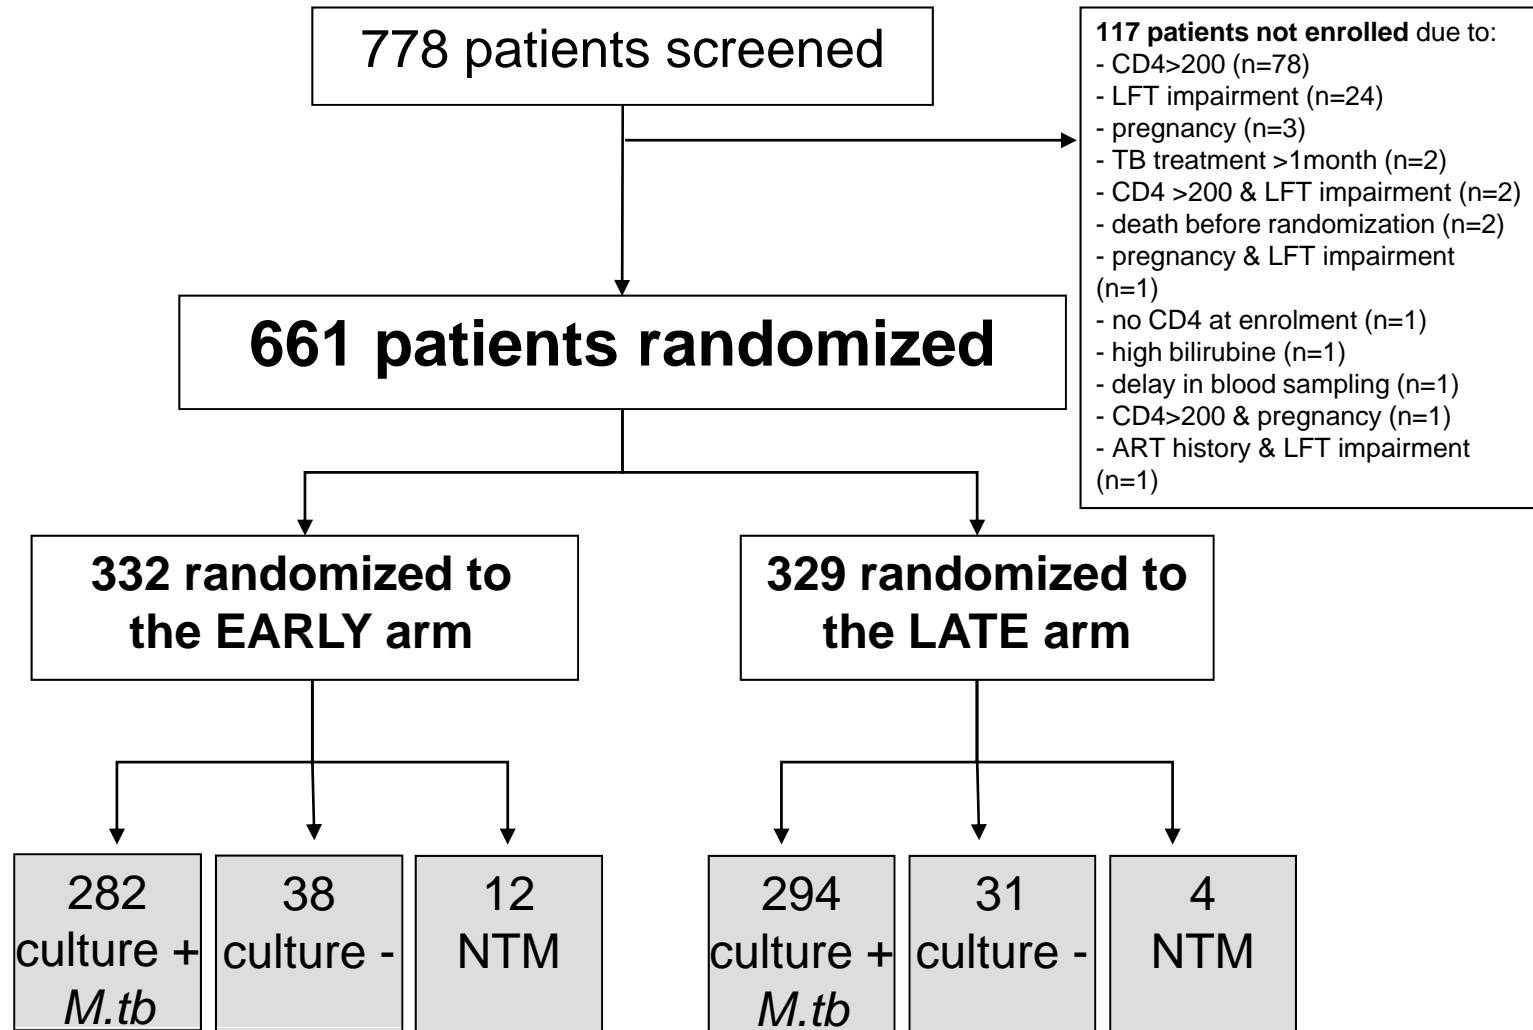 778 patients screened
117 patients not enrolled due to:
- CD4>200 (n=78)
- LFT impairment (n=24)
- pregnancy (n=3)
- TB treatment >1month (n=2)
- CD4 >200 & LFT impairment (n=2)
- death before randomization (n=2)
- pregnancy & LFT impairment
(n=1)
- no CD4 at enrolment (n=1)
- high bilirubine (n=1)
- delay in blood sampling (n=1)
- CD4>200 & pregnancy (n=1)
- ART history & LFT impairment
(n=1)
661 patients randomized
332 randomized to
the EARLY arm
329 randomized to
the LATE arm
282
culture +
M.tb
38
culture -
12
NTM
294
culture +
M.tb
31
culture -
4
NTM